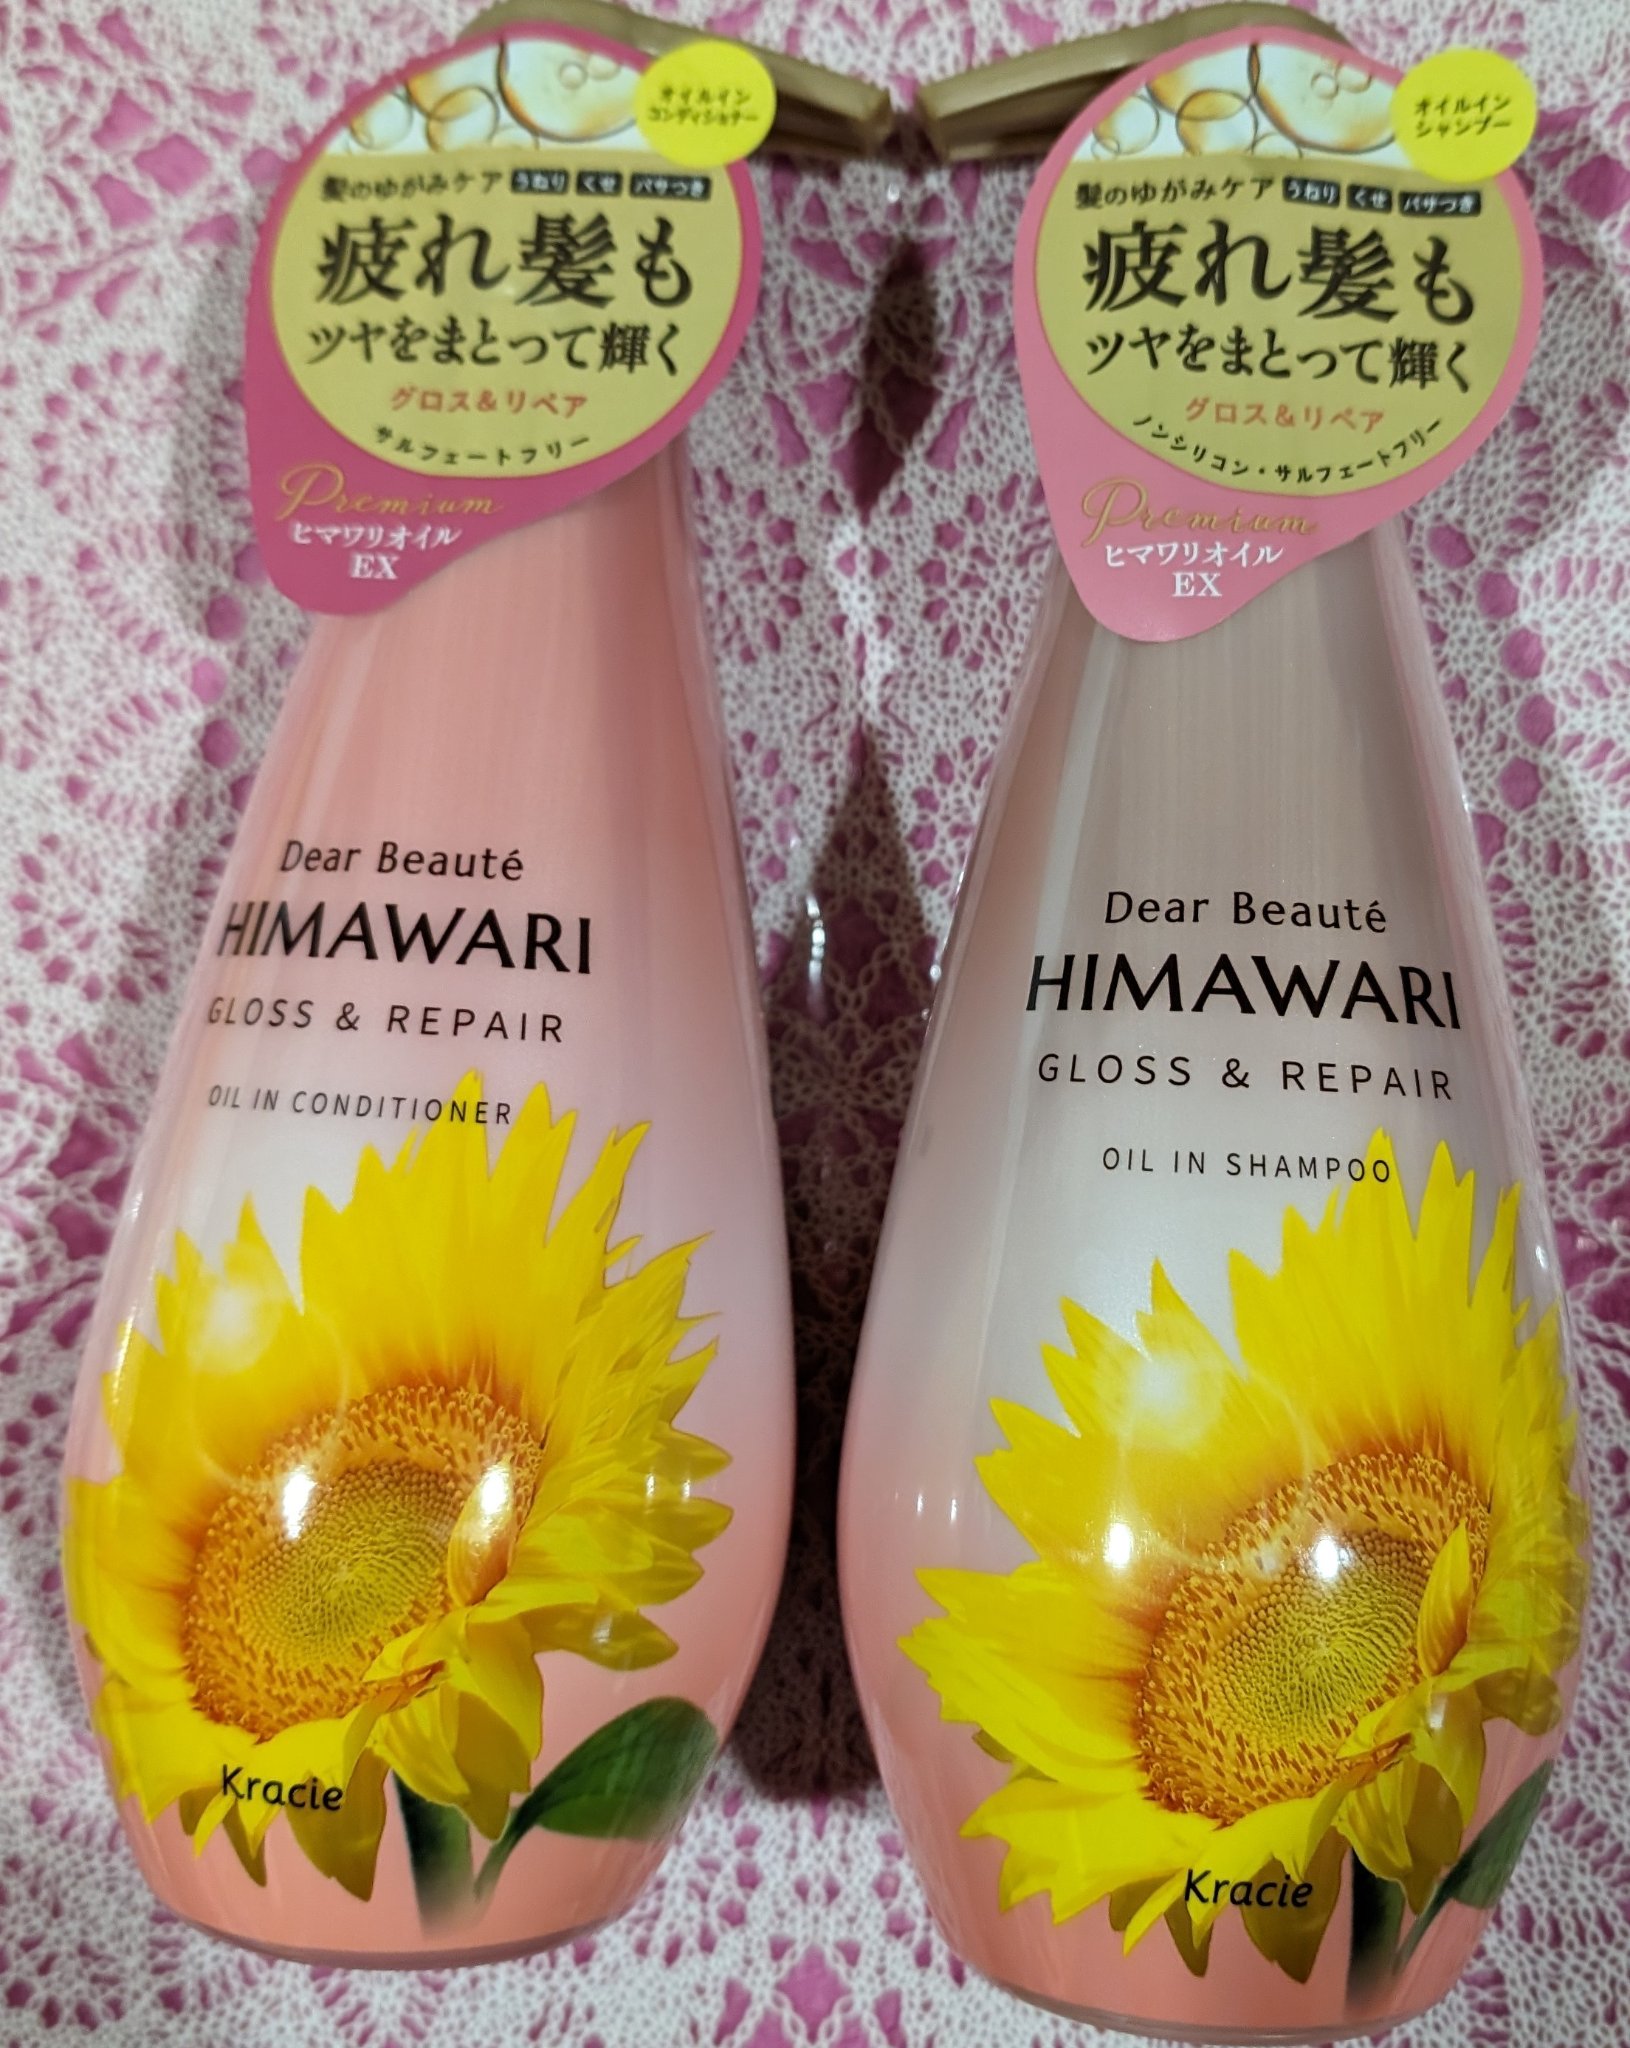 オイルイン
コンディショナー
髪のゆがみケア うねり くせ パサつき
疲れ髪も
ツヤをまとって輝く
グロス&リペア
サルフェートフリー
Premium
ヒマワリオイル
EX
Dear Beauté
HIMAWARI
GLOSS & REPAIR
OIL IN CONDITIONER
Kracie
オイルイン
シャンプー
髪のゆがみケア うねり くせ パサつき
疲れ髪も
ツヤをまとって輝く
グロス&リペア
ノンシリコン・サルフェートフリー
Premium
ヒマワリオイル
EX
Dear Beauté
HIMAWARI
GLOSS & REPAIR
OIL IN SHAMPOO
Kracie